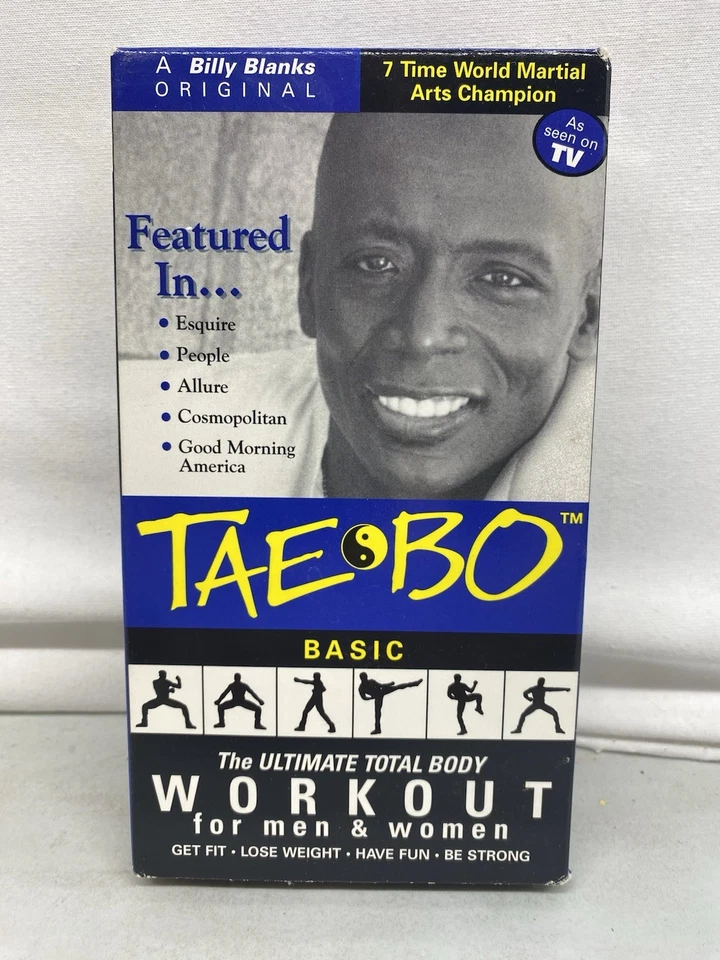 A Billy Blanks
ORIGINAL
7 Time World Martial
Arts Champion
As
seen on
TV
Featured
In...
• Esquire
• People
• Allure
• Cosmopolitan
• Good Morning
America
TAE BO™
BASIC
The ULTIMATE TOTAL BODY
WORKOUT
for men & women
GET FIT • LOSE WEIGHT • HAVE FUN • BE STRONG